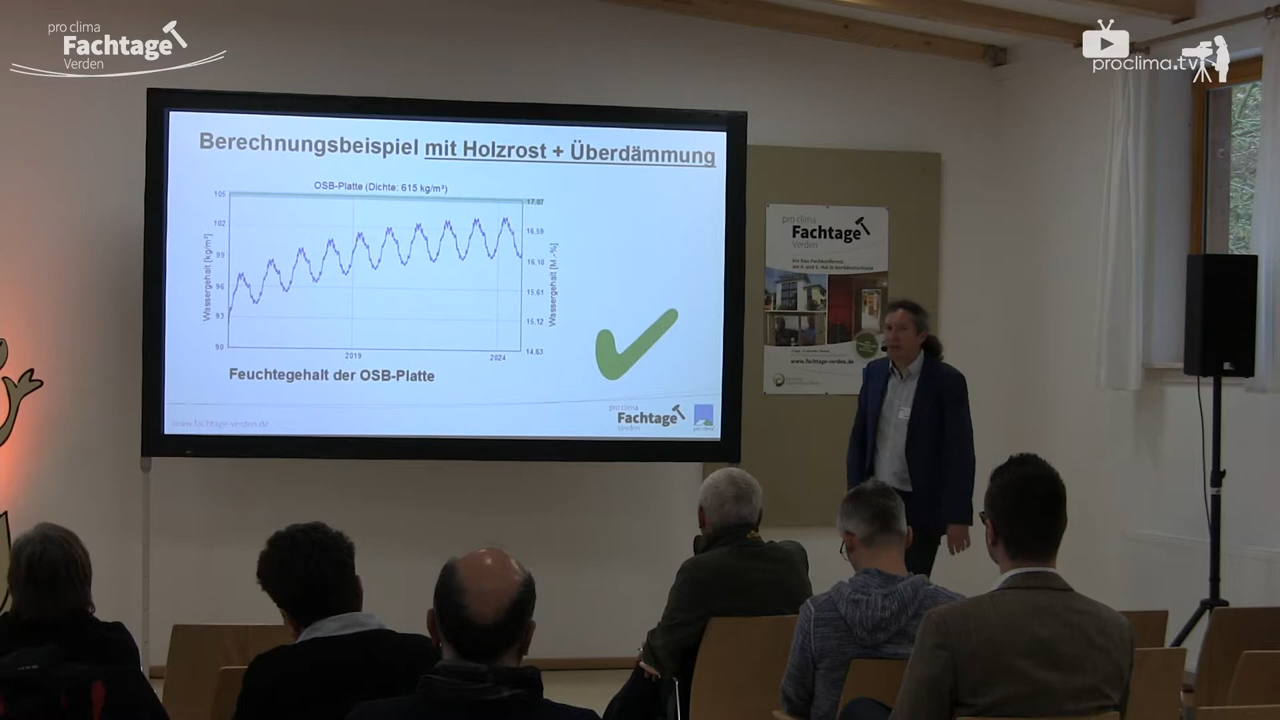 pro clima
Fachtage
Verden
proclima.tv
Berechnungsbeispiel mit Holzrost + Überdämmung
OSB-Platte (Dichte: 615 kg/m³)
105
102
99
96
93
90
Wassergehalt [kg/m³]
17,07
16,59
16,10
15,61
15,12
14,63
Wassergehalt [M.-%]
2019
2024
Feuchtegehalt der OSB-Platte
www.fachtage-verden.de
pro clima
Fachtage
Verden
pro clima
pro clima
Fachtage
Verden
www.fachtage-verden.de